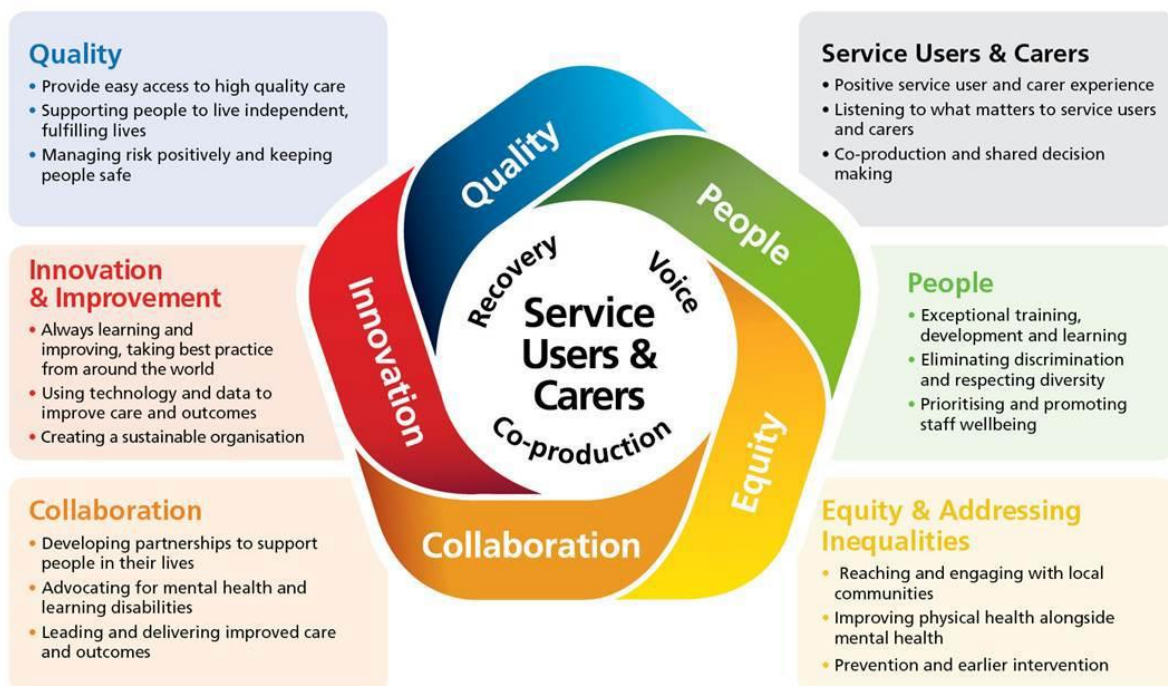 Quality
• Provide easy access to high quality care
• Supporting people to live independent,
fulfilling lives
• Managing risk positively and keeping
people safe
Innovation
& Improvement
• Always learning and
improving, taking best practice
from around the world
• Using technology and data to
improve care and outcomes
• Creating a sustainable organisation
Collaboration
• Developing partnerships to support
people in their lives
• Advocating for mental health and
learning disabilities
• Leading and delivering improved care
and outcomes
Quality
People
Equity
Collaboration
Innovation
Recovery
Voice
Service
Users &
Carers
Co-production
Service Users & Carers
• Positive service user and carer experience
• Listening to what matters to service users
and carers
• Co-production and shared decision
making
People
• Exceptional training,
development and learning
• Eliminating discrimination
and respecting diversity
• Prioritising and promoting
staff wellbeing
Equity & Addressing
Inequalities
• Reaching and engaging with local
communities
• Improving physical health alongside
mental health
• Prevention and earlier intervention